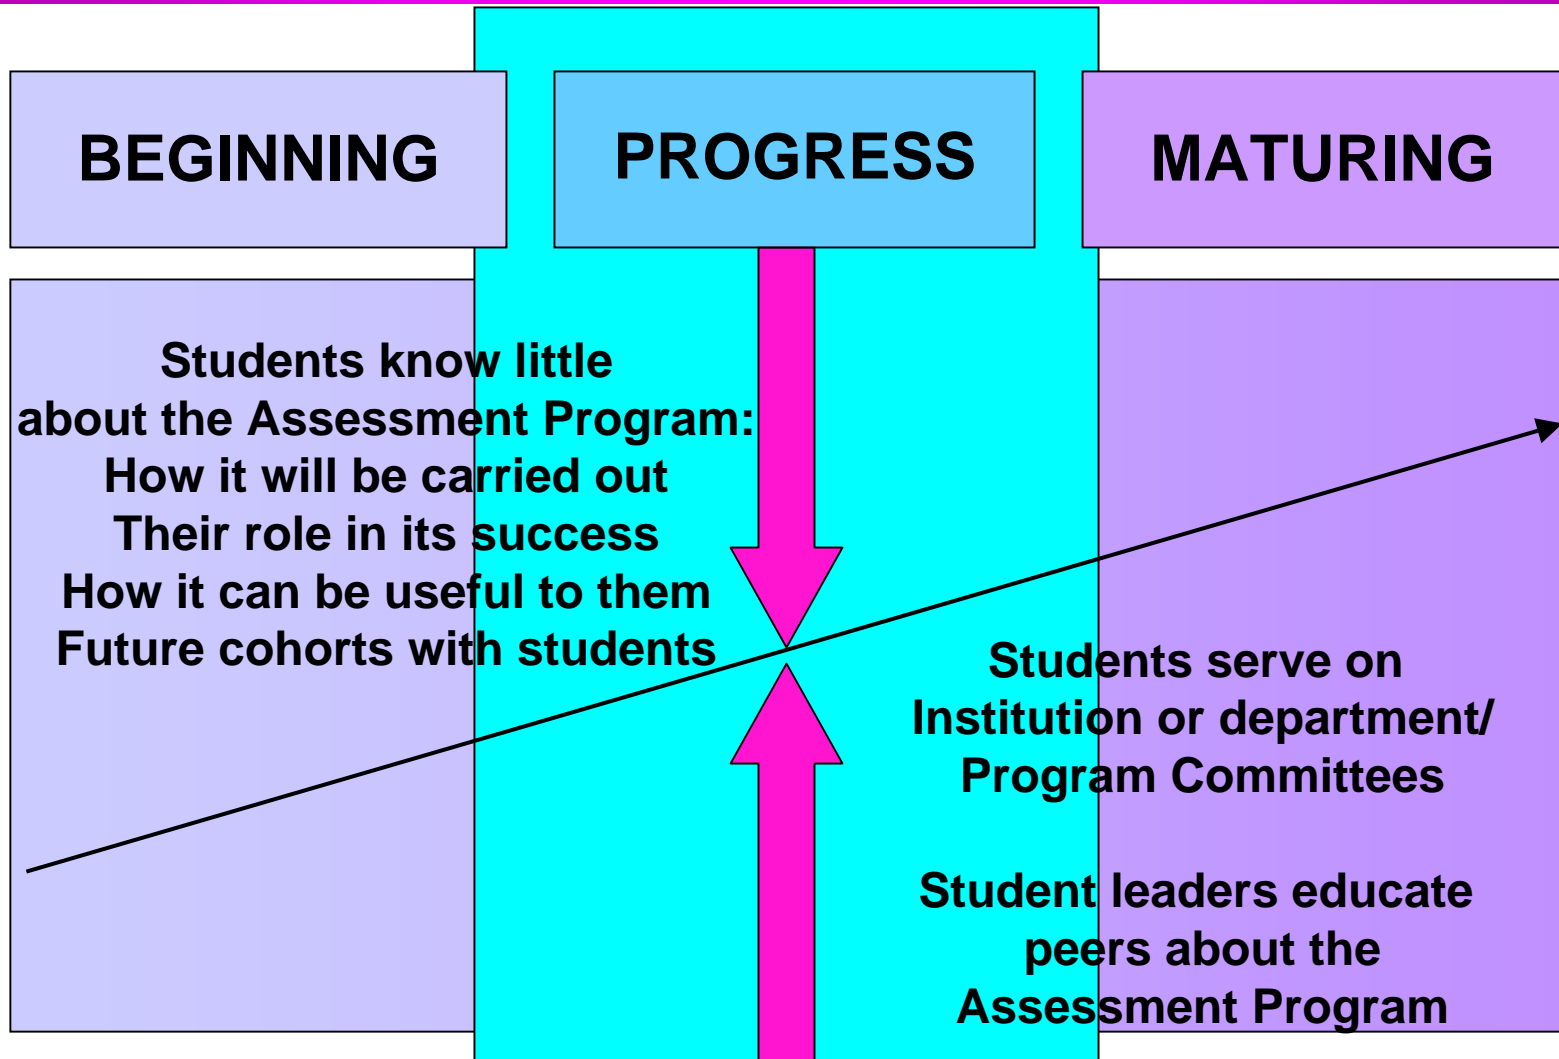 BEGINNING
PROGRESS
MATURING
Students know little
about the Assessment Program:
How it will be carried out
Their role in its success
How it can be useful to them
Future cohorts with students
Students serve on
Institution or department/
Program Committees
Student leaders educate
peers about the
Assessment Program